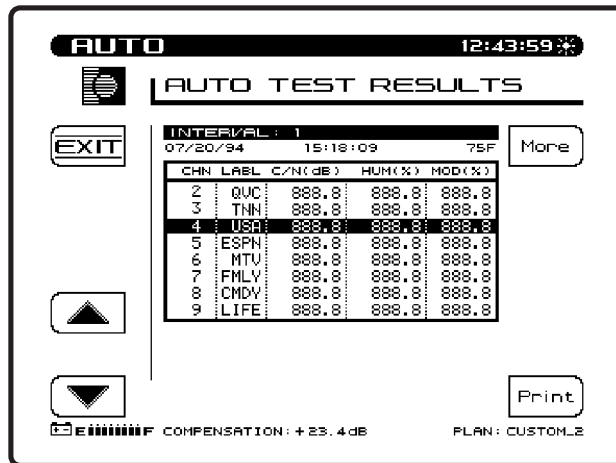 AUTO 12:43:59
AUTO TEST RESULTS
EXIT
INTERVAL: 1
07/20/94 15:18:09 75F
More
CHN LABL C/N(dB) HUM(%) MOD(%)
2 QVC 888.8 888.8 888.8
3 TNN 888.8 888.8 888.8
4 USA 888.8 888.8 888.8
5 ESPN 888.8 888.8 888.8
6 MTV 888.8 888.8 888.8
7 FMLY 888.8 888.8 888.8
8 CMDY 888.8 888.8 888.8
9 LIFE 888.8 888.8 888.8
Print
E F COMPENSATION: +23.4dB PLAN: CUSTOM_2